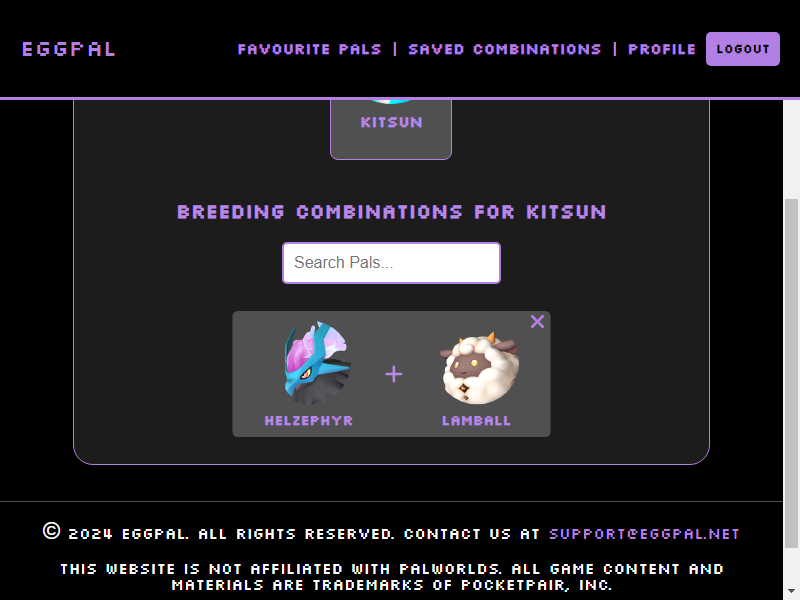 EGGPAL
FAVOURITE PALS | SAVED COMBINATIONS | PROFILE
LOGOUT
KITSUN
BREEDING COMBINATIONS FOR KITSUN
Search Pals...
HELZEPHYR + LAMBALL
© 2024 EGGPAL. ALL RIGHTS RESERVED. CONTACT US AT SUPPORT@EGGPAL.NET
THIS WEBSITE IS NOT AFFILIATED WITH PALWORLDS. ALL GAME CONTENT AND
MATERIALS ARE TRADEMARKS OF POCKETPAIR, INC.